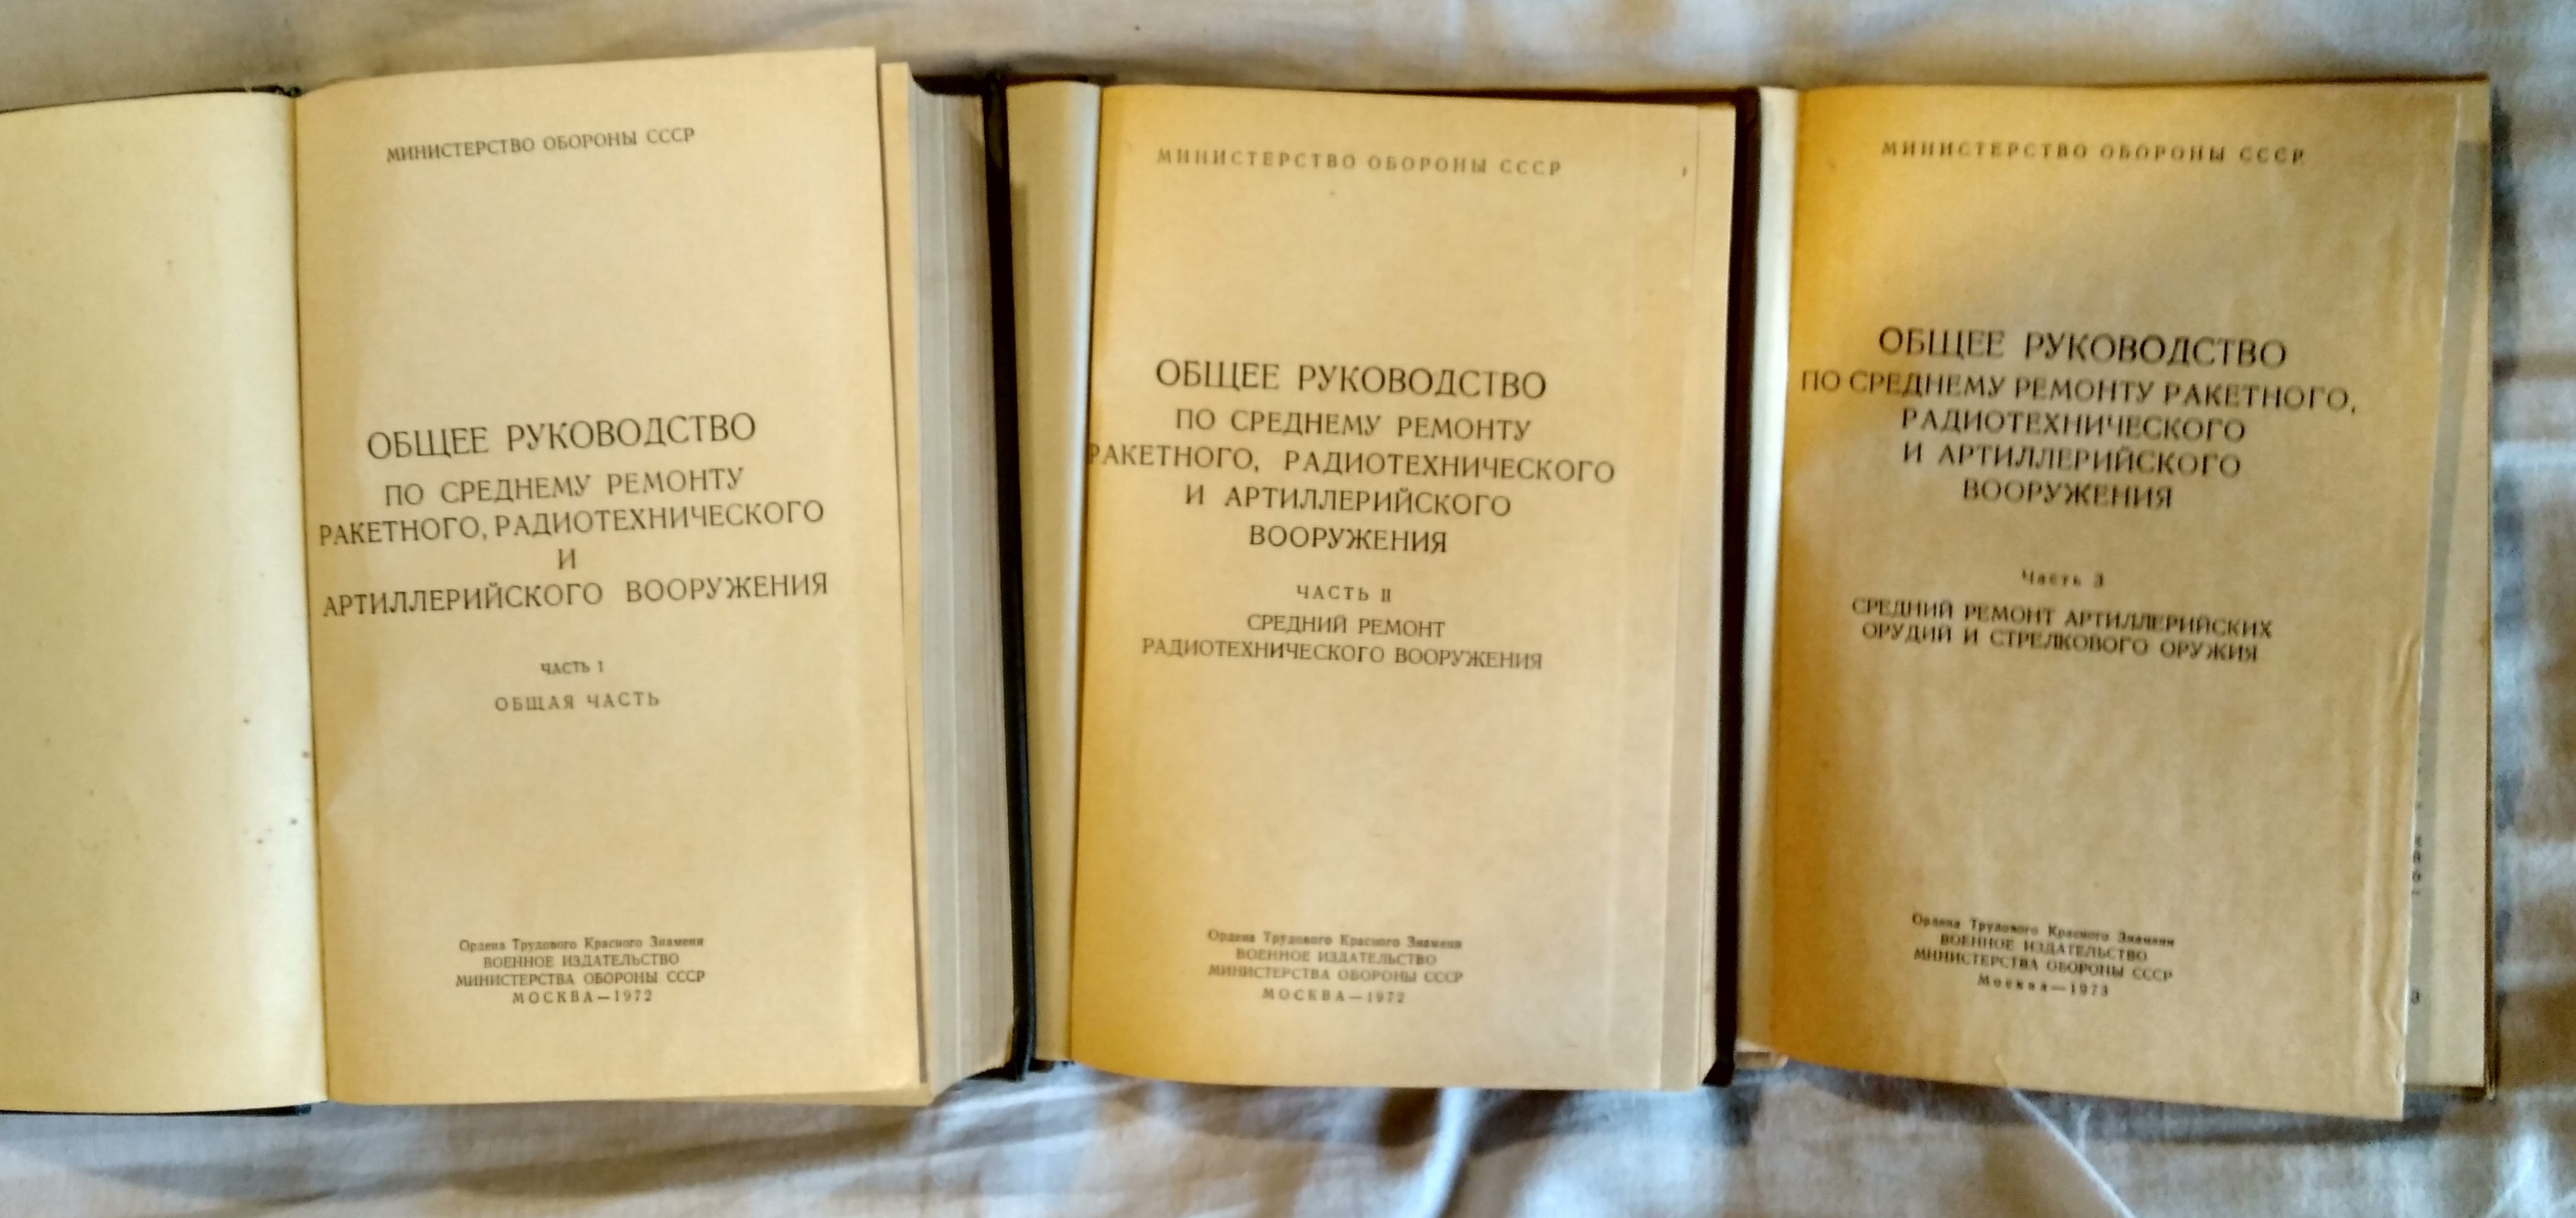 МИНИСТЕРСТВО ОБОРОНЫ СССР
ОБЩЕЕ РУКОВОДСТВО
ПО СРЕДНЕМУ РЕМОНТУ
РАКЕТНОГО, РАДИОТЕХНИЧЕСКОГО
И
АРТИЛЛЕРИЙСКОГО ВООРУЖЕНИЯ
ЧАСТЬ I
ОБЩАЯ ЧАСТЬ
Ордена Трудового Красного Знамени
ВОЕННОЕ ИЗДАТЕЛЬСТВО
МИНИСТЕРСТВА ОБОРОНЫ СССР
МОСКВА—1972
МИНИСТЕРСТВО ОБОРОНЫ СССР
ОБЩЕЕ РУКОВОДСТВО
ПО СРЕДНЕМУ РЕМОНТУ
РАКЕТНОГО, РАДИОТЕХНИЧЕСКОГО
И АРТИЛЛЕРИЙСКОГО
ВООРУЖЕНИЯ
ЧАСТЬ II
СРЕДНИЙ РЕМОНТ
РАДИОТЕХНИЧЕСКОГО ВООРУЖЕНИЯ
Ордена Трудового Красного Знамени
ВОЕННОЕ ИЗДАТЕЛЬСТВО
МИНИСТЕРСТВА ОБОРОНЫ СССР
МОСКВА—1972
МИНИСТЕРСТВО ОБОРОНЫ СССР
ОБЩЕЕ РУКОВОДСТВО
ПО СРЕДНЕМУ РЕМОНТУ РАКЕТНОГО,
РАДИОТЕХНИЧЕСКОГО
И АРТИЛЛЕРИЙСКОГО
ВООРУЖЕНИЯ
Часть 3
СРЕДНИЙ РЕМОНТ АРТИЛЛЕРИЙСКИХ
ОРУДИЙ И СТРЕЛКОВОГО ОРУЖИЯ
Ордена Трудового Красного Знамени
ВОЕННОЕ ИЗДАТЕЛЬСТВО
МИНИСТЕРСТВА ОБОРОНЫ СССР
Москва—1973